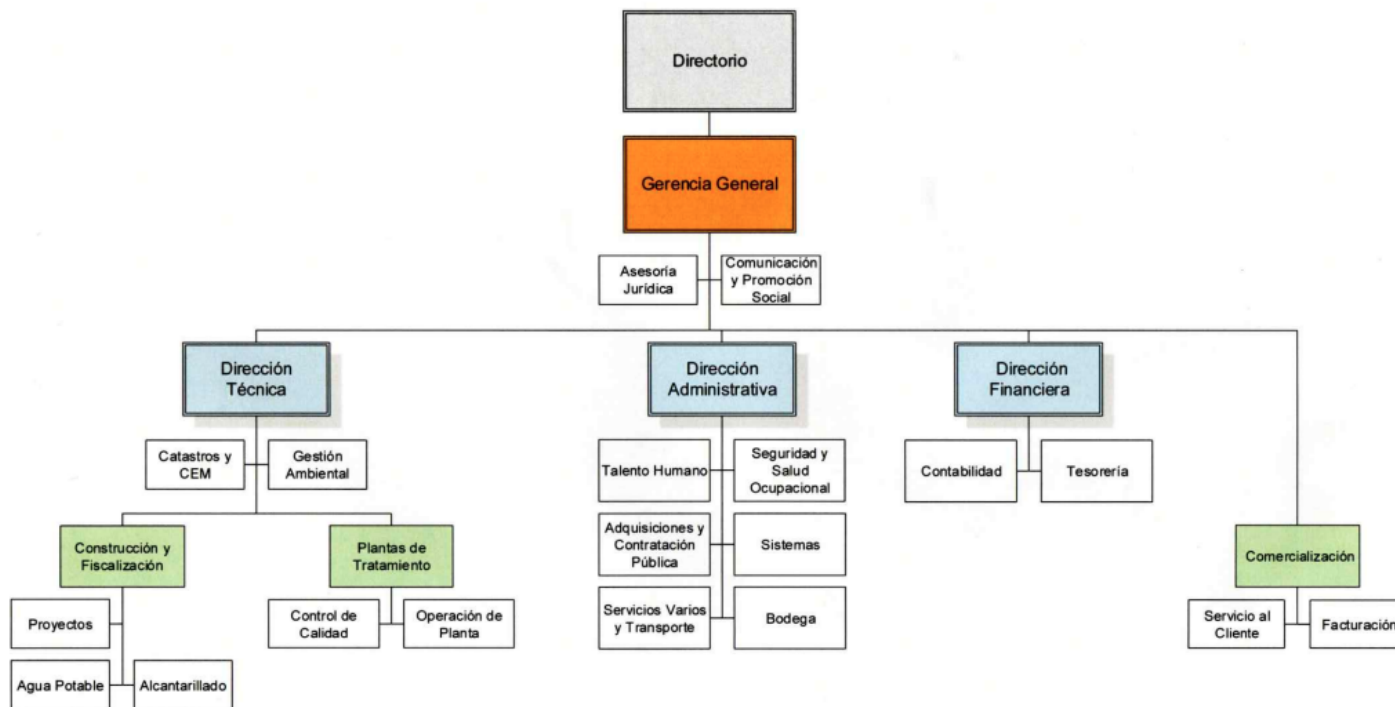 Directorio
Gerencia General
Asesoría
Jurídica
Comunicación
y Promoción
Social
Dirección
Técnica
Dirección
Administrativa
Dirección
Financiera
Catastros y
CEM
Gestión
Ambiental
Talento Humano
Seguridad y
Salud
Ocupacional
Contabilidad
Tesorería
Construcción y
Fiscalización
Plantas de
Tratamiento
Adquisiciones y
Contratación
Pública
Sistemas
Comercialización
Proyectos
Control de
Calidad
Operación de
Planta
Servicios Varios
y Transporte
Bodega
Servicio al
Cliente
Facturación
Agua Potable
Alcantarillado